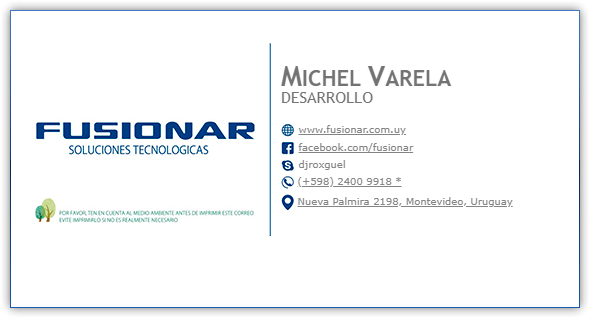 FUSIONAR
SOLUCIONES TECNOLOGICAS
POR FAVOR, TEN EN CUENTA AL MEDIO AMBIENTE ANTES DE IMPRIMIR ESTE CORREO
EVITE IMPRIMIRLO SI NO ES REALMENTE NECESARIO
MICHEL VARELA
DESARROLLO
www.fusionar.com.uy
facebook.com/fusionar
djroxguel
(+598) 2400 9918 *
Nueva Palmira 2198, Montevideo, Uruguay